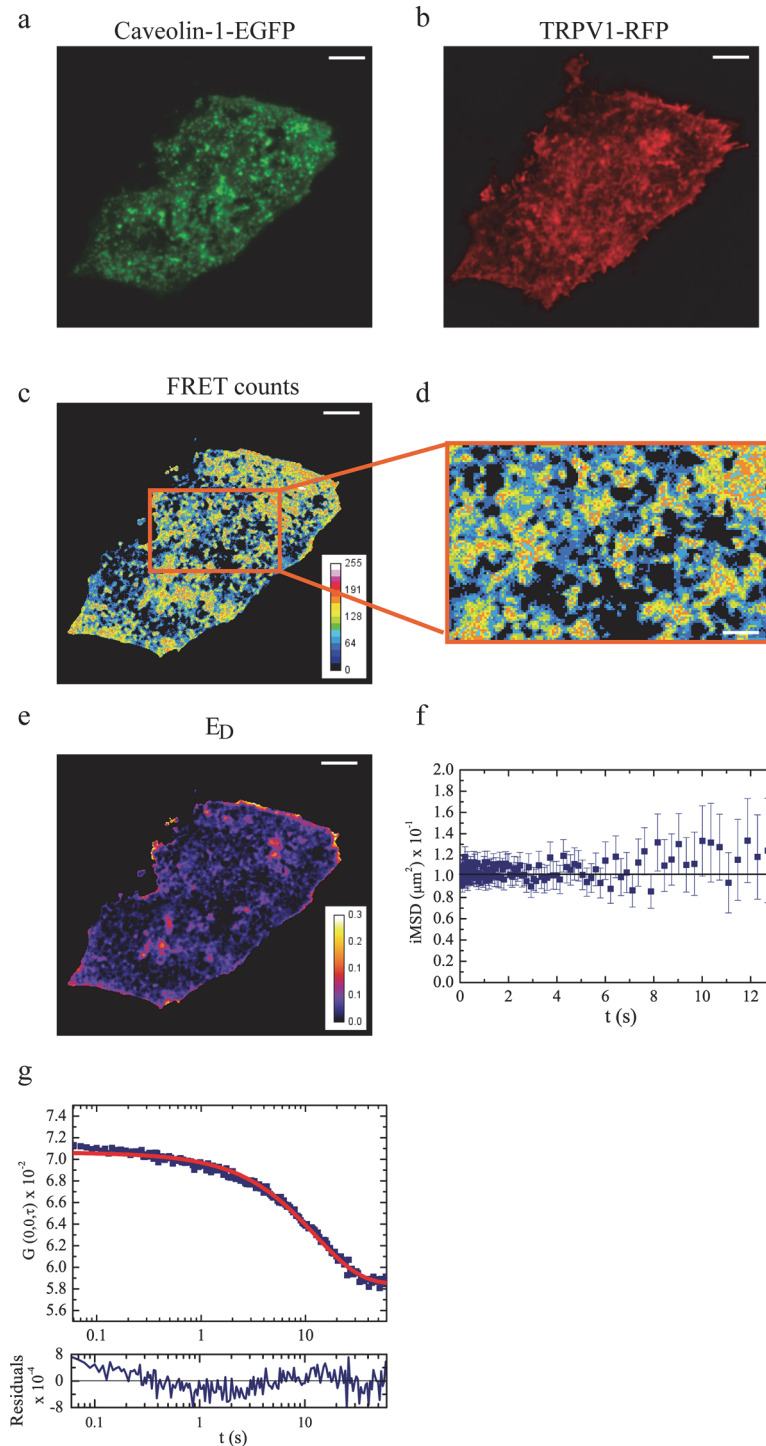 a
Caveolin-1-EGFP
b
TRPV1-RFP
c
FRET counts
d
255
191
128
64
0
e
E_D
0.3
0.2
0.1
0.1
0.0
f
2.0
1.8
1.6
1.4
1.2
1.0
0.8
0.6
0.4
0.2
0.0
iMSD (μm²) x 10⁻¹
0 2 4 6 8 10 12
t (s)
g
7.4
7.2
7.0
6.8
6.6
6.4
6.2
6.0
5.8
5.6
G (0,0,τ) x 10⁻²
0.1 1 10
8
0
-8
Residuals
x 10⁻⁴
0.1 1 10
t (s)